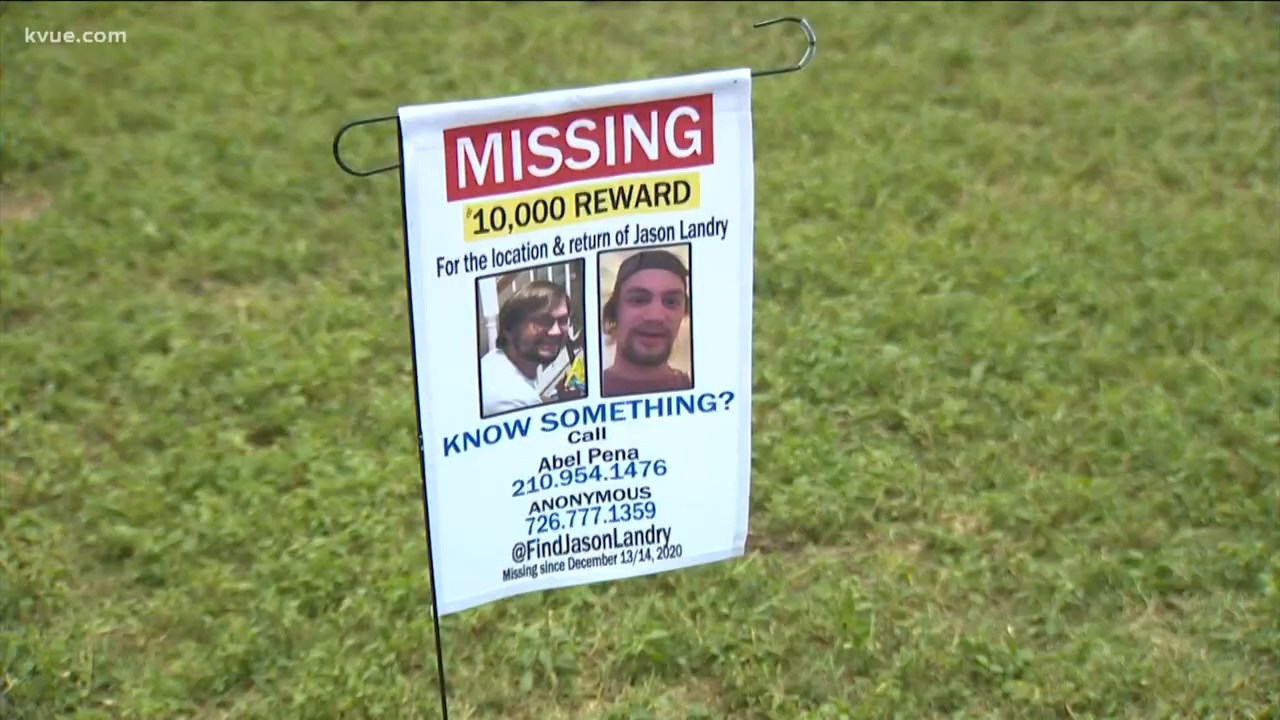 kvue.com
MISSING
$10,000 REWARD
For the location & return of Jason Landry
KNOW SOMETHING?
Call
Abel Pena
210.954.1476
ANONYMOUS
726.777.1359
@FindJasonLandry
Missing since December 13/14, 2020